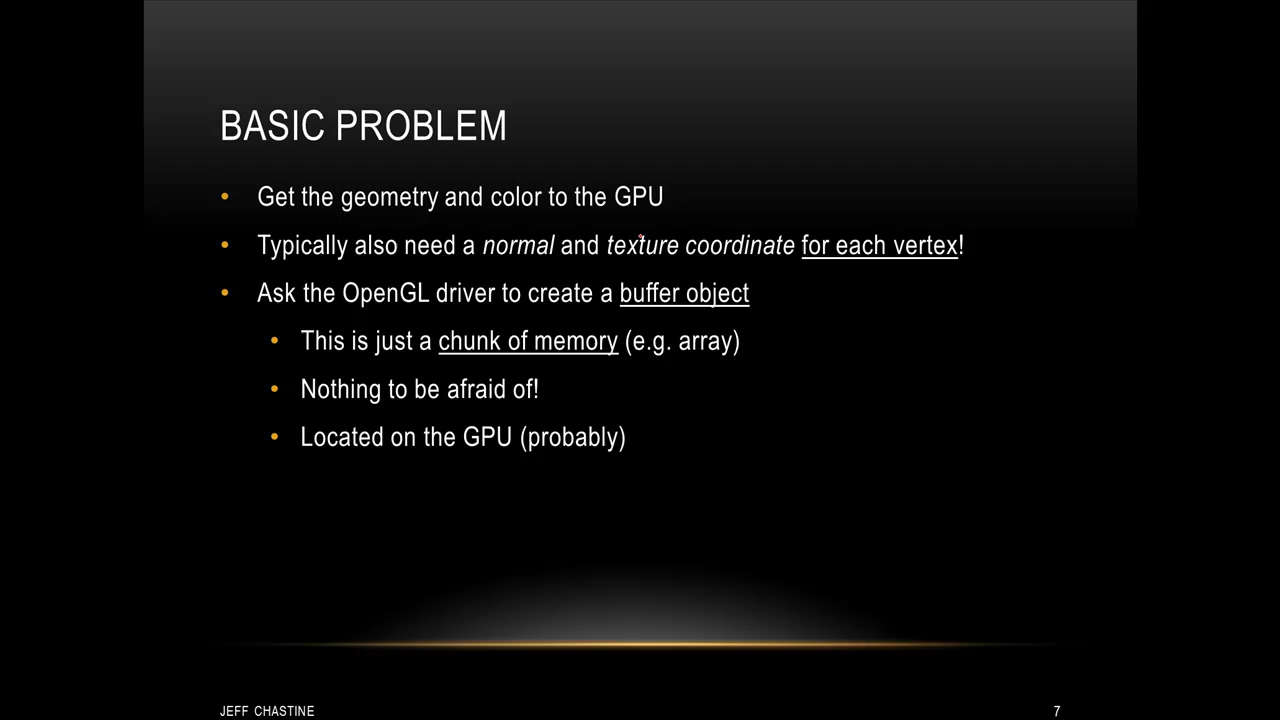 BASIC PROBLEM
• Get the geometry and color to the GPU
• Typically also need a normal and texture coordinate for each vertex!
• Ask the OpenGL driver to create a buffer object
• This is just a chunk of memory (e.g. array)
• Nothing to be afraid of!
• Located on the GPU (probably)
JEFF CHASTINE 7